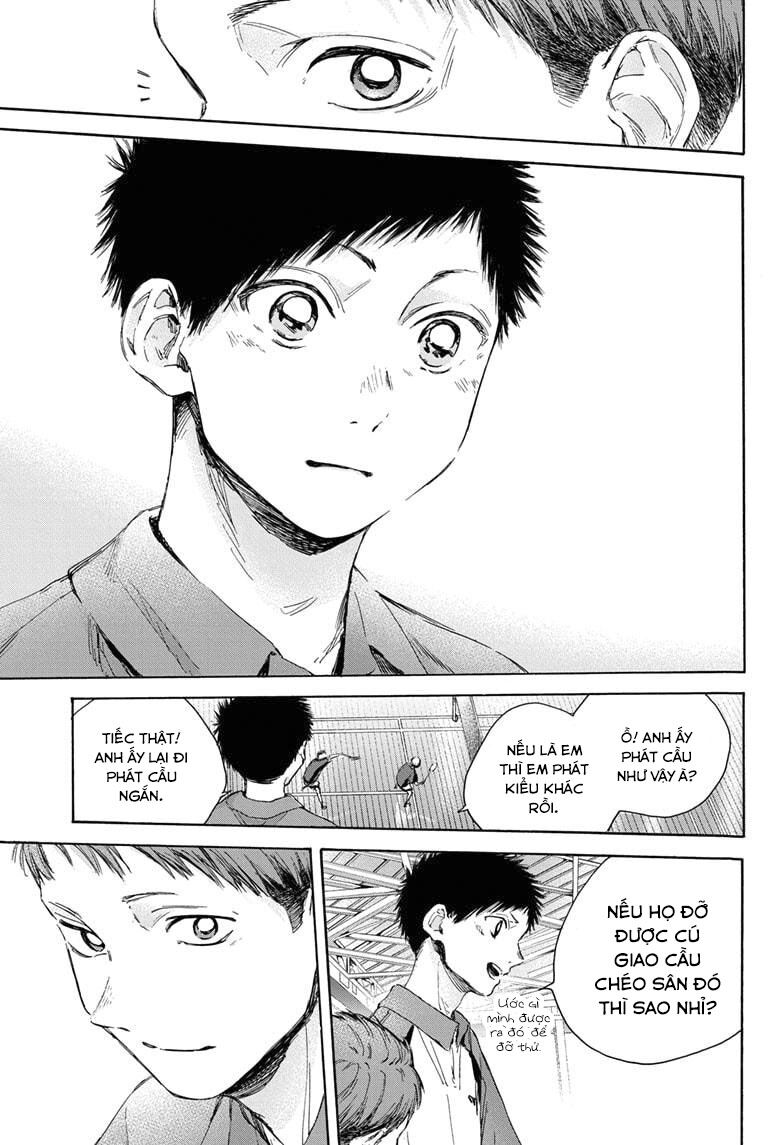 Ồ! ANH ẤY
PHÁT CẦU
NHƯ VẬY À?
NẾU LÀ EM
THÌ EM PHÁT
KIỂU KHÁC
RỒI.
TIẾC THẬT!
ANH ẤY LẠI ĐI
PHÁT CẦU
NGẮN.
NẾU HỌ ĐỠ
ĐƯỢC CÚ
GIAO CẦU
CHÉO SÂN ĐÓ
THÌ SAO NHỈ?
Ước gì
mình được
ra đó để
đỡ thử.